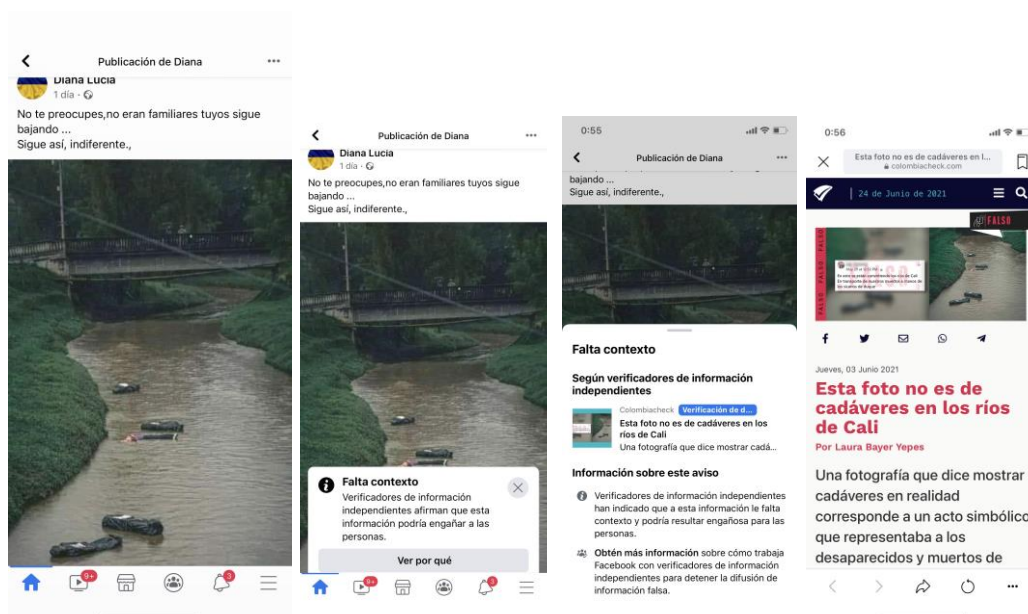 Publicación de Diana
Diana Lucia
1 día
No te preocupes,no eran familiares tuyos sigue
bajando ...
Sigue así, indiferente.,
9+
3
Publicación de Diana
Diana Lucia
1 día
No te preocupes,no eran familiares tuyos sigue
bajando ...
Sigue así, indiferente.,
Falta contexto
Verificadores de información
independientes afirman que esta
información podría engañar a las
personas.
Ver por qué
9+
3
0:55
Publicación de Diana
bajando ...
Sigue así, indiferente.,
Falta contexto
Según verificadores de información
independientes
Colombiacheck Verificación de d...
Esta foto no es de cadáveres en los
ríos de Cali
Una fotografía que dice mostrar cadá...
Información sobre este aviso
Verificadores de información independientes
han indicado que a esta información le falta
contexto y podría resultar engañosa para las
personas.
Obtén más información sobre cómo trabaja
Facebook con verificadores de información
independientes para detener la difusión de
información falsa.
0:56
Esta foto no es de cadáveres en l...
colombiacheck.com
24 de Junio de 2021
FALSO
FALSO FALSO FALSO
Jueves, 03 Junio 2021
Esta foto no es de
cadáveres en los ríos
de Cali
Por Laura Bayer Yepes
Una fotografía que dice mostrar
cadáveres en realidad
corresponde a un acto simbólico
que representaba a los
desaparecidos y muertos de